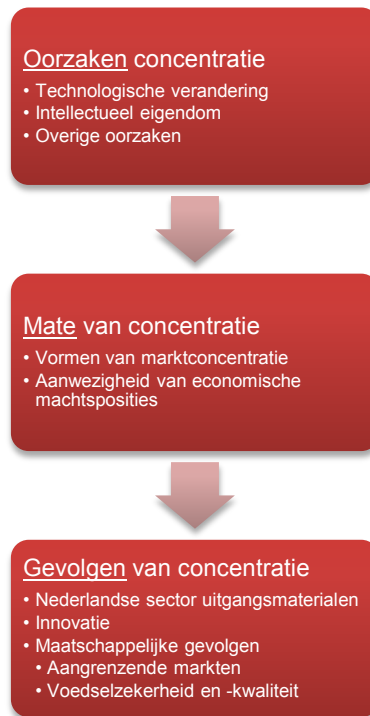 Oorzaken concentratie
• Technologische verandering
• Intellectueel eigendom
• Overige oorzaken
Mate van concentratie
• Vormen van marktconcentratie
• Aanwezigheid van economische
machtsposities
Gevolgen van concentratie
• Nederlandse sector uitgangsmaterialen
• Innovatie
• Maatschappelijke gevolgen
• Aangrenzende markten
• Voedselzekerheid en -kwaliteit